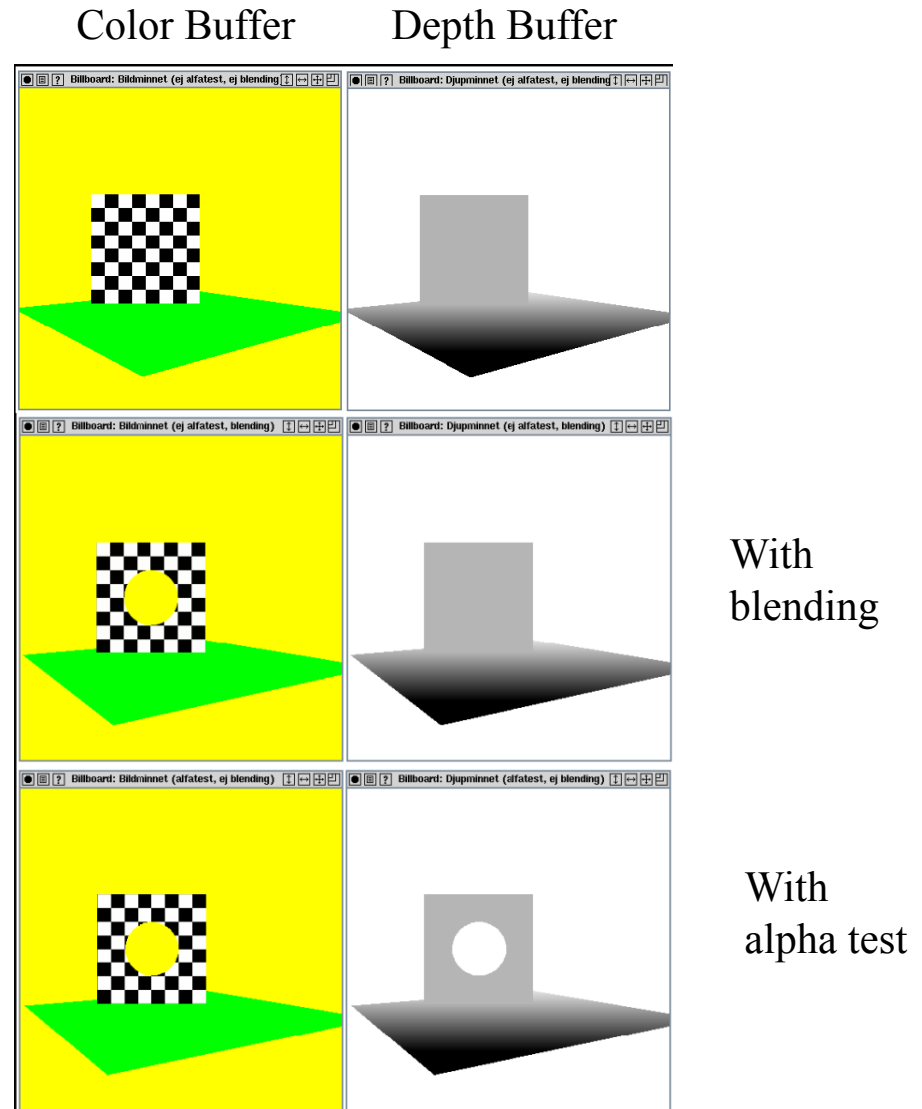 Color Buffer Depth Buffer
Billboard: Bildminnet (ej alfatest, ej blending
Billboard: Djupminnet (ej alfatest, ej blending
Billboard: Bildminnet (ej alfatest, blending)
Billboard: Djupminnet (ej alfatest, blending)
With
blending
Billboard: Bildminnet (alfatest, ej blending)
Billboard: Djupminnet (alfatest, ej blending)
With
alpha test